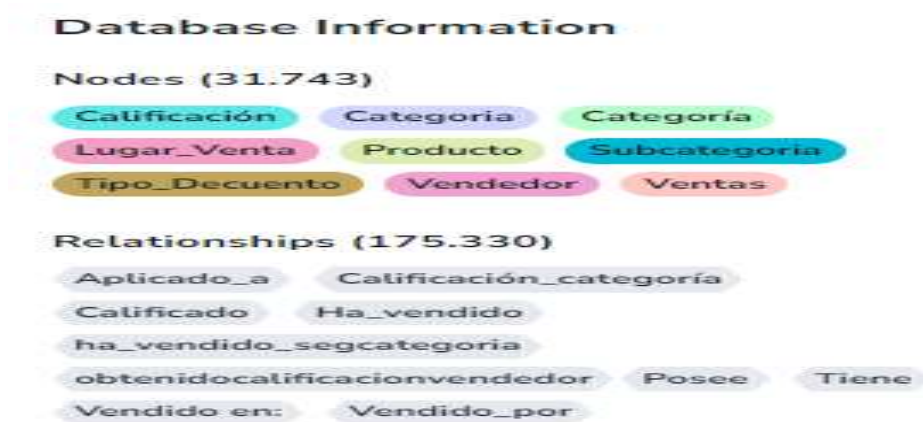 Database Information
Nodes (31.743)
Calificación Categoria Categoría
Lugar_Venta Producto Subcategoria
Tipo_Decuento Vendedor Ventas
Relationships (175.330)
Aplicado_a Calificación_categoría
Calificado Ha_vendido
ha_vendido_segcategoria
obtenidocalificacionvendedor Posee Tiene
Vendido en: Vendido_por